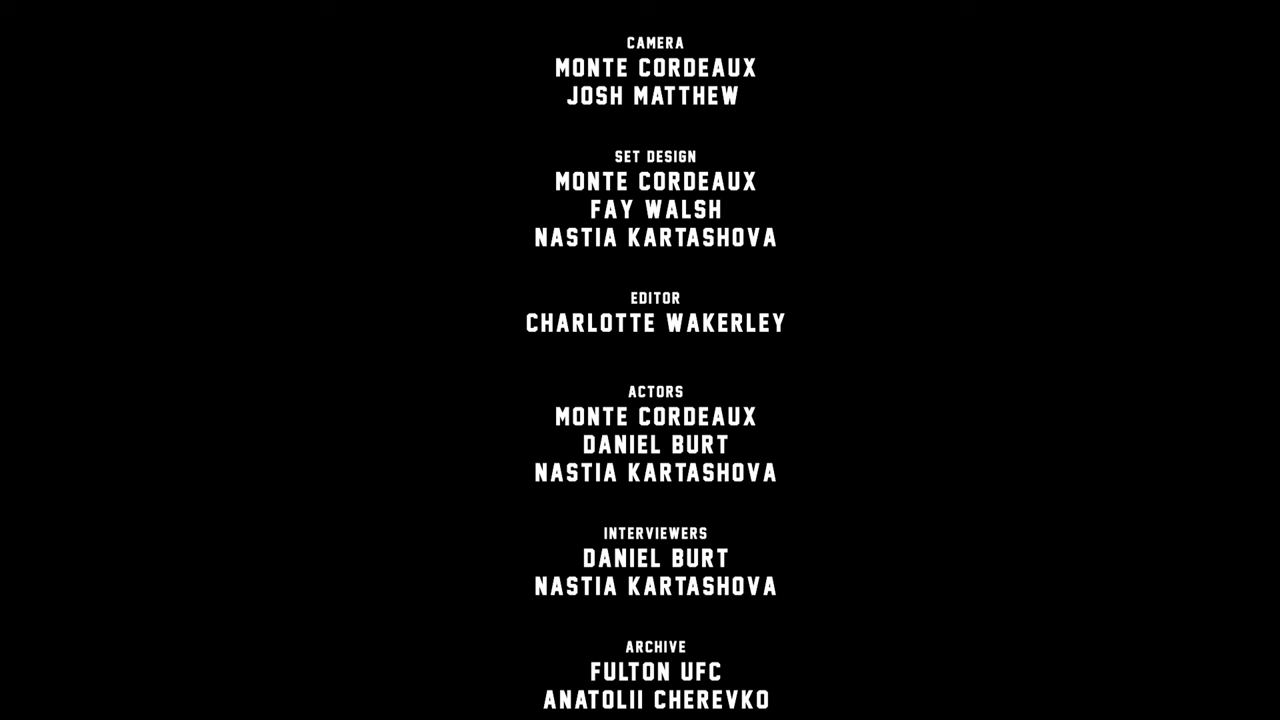 CAMERA
MONTE CORDEAUX
JOSH MATTHEW
SET DESIGN
MONTE CORDEAUX
FAY WALSH
NASTIA KARTASHOVA
EDITOR
CHARLOTTE WAKERLEY
ACTORS
MONTE CORDEAUX
DANIEL BURT
NASTIA KARTASHOVA
INTERVIEWERS
DANIEL BURT
NASTIA KARTASHOVA
ARCHIVE
FULTON UFC
ANATOLII CHEREVKO